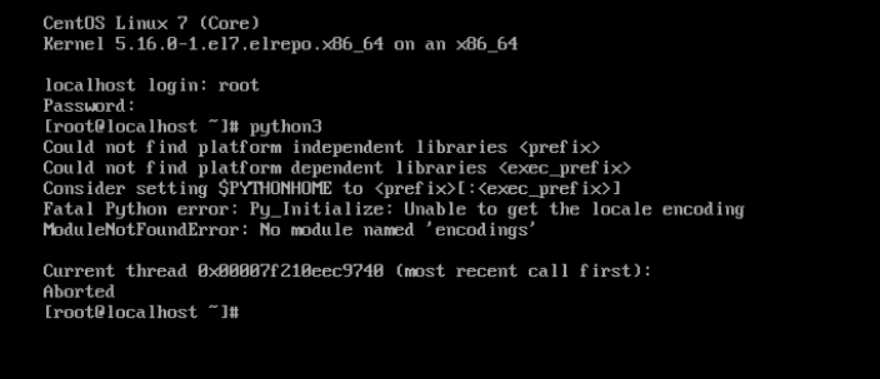 CentOS Linux 7 (Core)
Kernel 5.16.0-1.el7.elrepo.x86_64 on an x86_64
localhost login: root
Password:
[root@localhost ~]# python3
Could not find platform independent libraries <prefix>
Could not find platform dependent libraries <exec_prefix>
Consider setting $PYTHONHOME to <prefix>[:<exec_prefix>]
Fatal Python error: Py_Initialize: Unable to get the locale encoding
ModuleNotFoundError: No module named 'encodings'
Current thread 0x00007f210eec9740 (most recent call first):
Aborted
[root@localhost ~]#